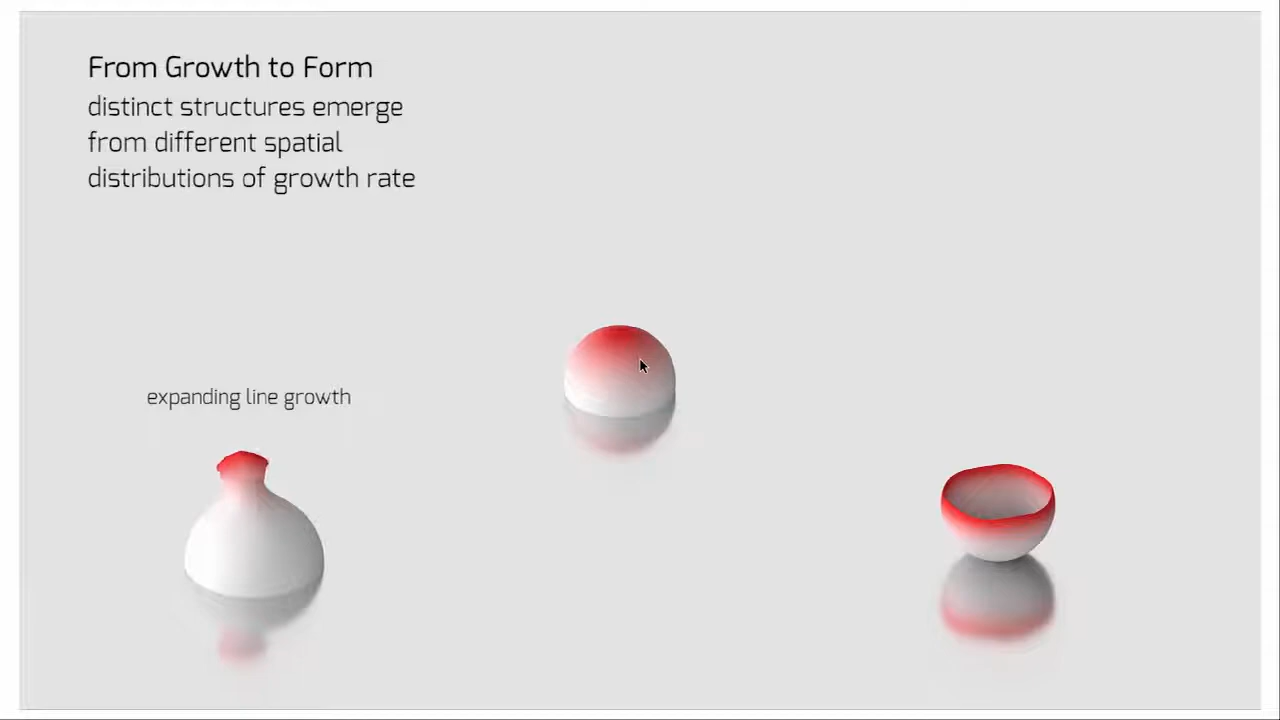 From Growth to Form
distinct structures emerge
from different spatial
distributions of growth rate
expanding line growth